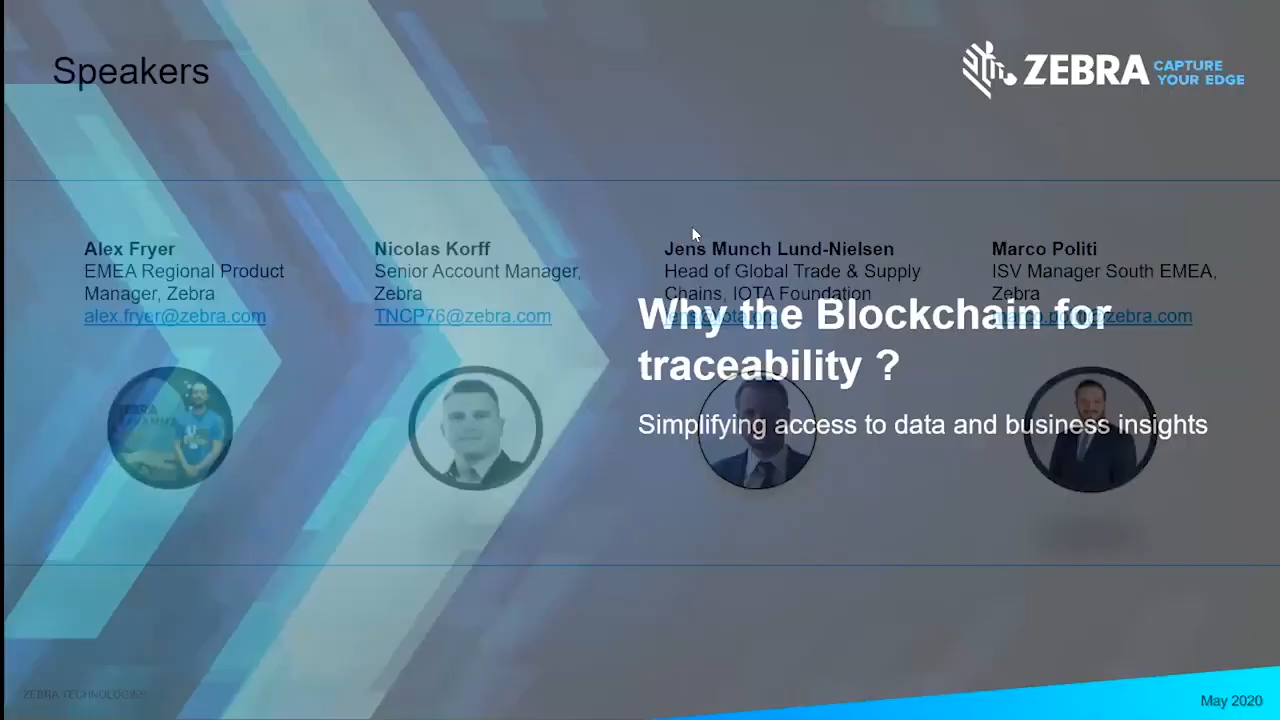 Speakers
ZEBRA CAPTURE
YOUR EDGE
Alex Fryer
EMEA Regional Product
Manager, Zebra
alex.fryer@zebra.com
Nicolas Korff
Senior Account Manager,
Zebra
TNCP76@zebra.com
Jens Munch Lund-Nielsen
Head of Global Trade & Supply
Chains, IOTA Foundation
Marco Politi
ISV Manager South EMEA,
Zebra
Why the Blockchain for
traceability ?
Simplifying access to data and business insights
ZEBRA TECHNOLOGIES
May 2020